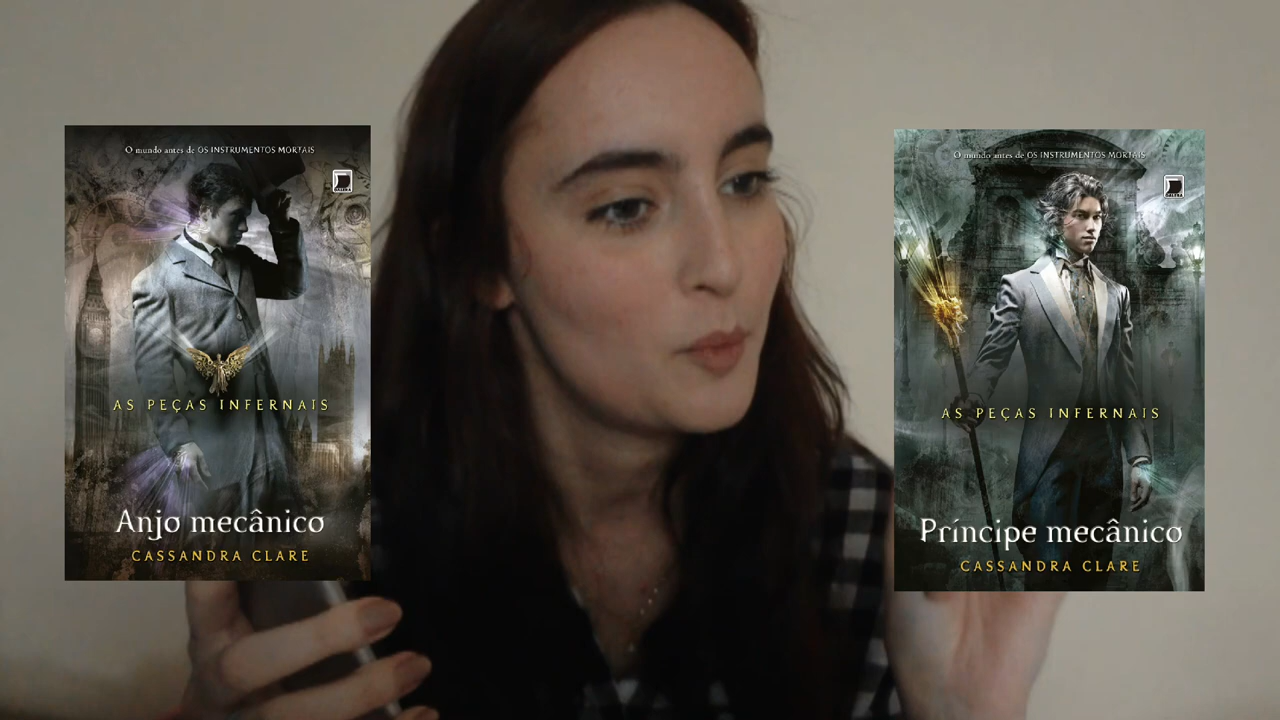 O mundo antes de OS INSTRUMENTOS MORTAIS
AS PEÇAS INFERNAIS
Anjo mecânico
CASSANDRA CLARE
O mundo antes de OS INSTRUMENTOS MORTAIS
AS PEÇAS INFERNAIS
Príncipe mecânico
CASSANDRA CLARE